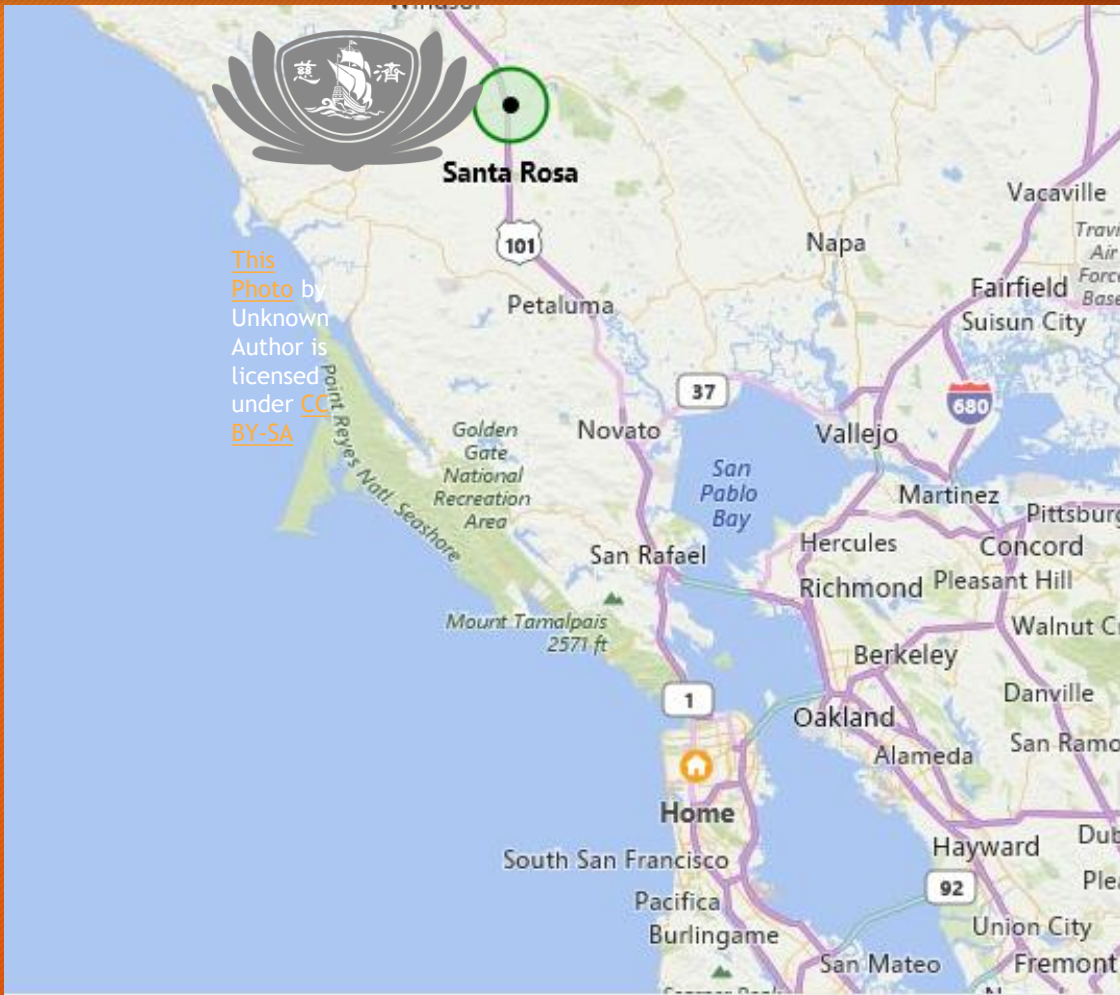 慈 濟
Santa Rosa
101
Vacaville
Napa
Air
Fairfield
Suisun City
This
Photo by
Unknown
Author is
licensed
under CC
BY-SA
Petaluma
37
680
Point Reyes Natl. Seashore
Golden
Gate
National
Recreation
Area
Novato
Vallejo
San
Pablo
Bay
Martinez
Hercules
Concord
San Rafael
Richmond
Pleasant Hill
Mount Tamalpais
2571 ft
Berkeley
1
Danville
Oakland
Alameda
Home
South San Francisco
Hayward
92
Pacifica
Union City
Burlingame
San Mateo
Fremont